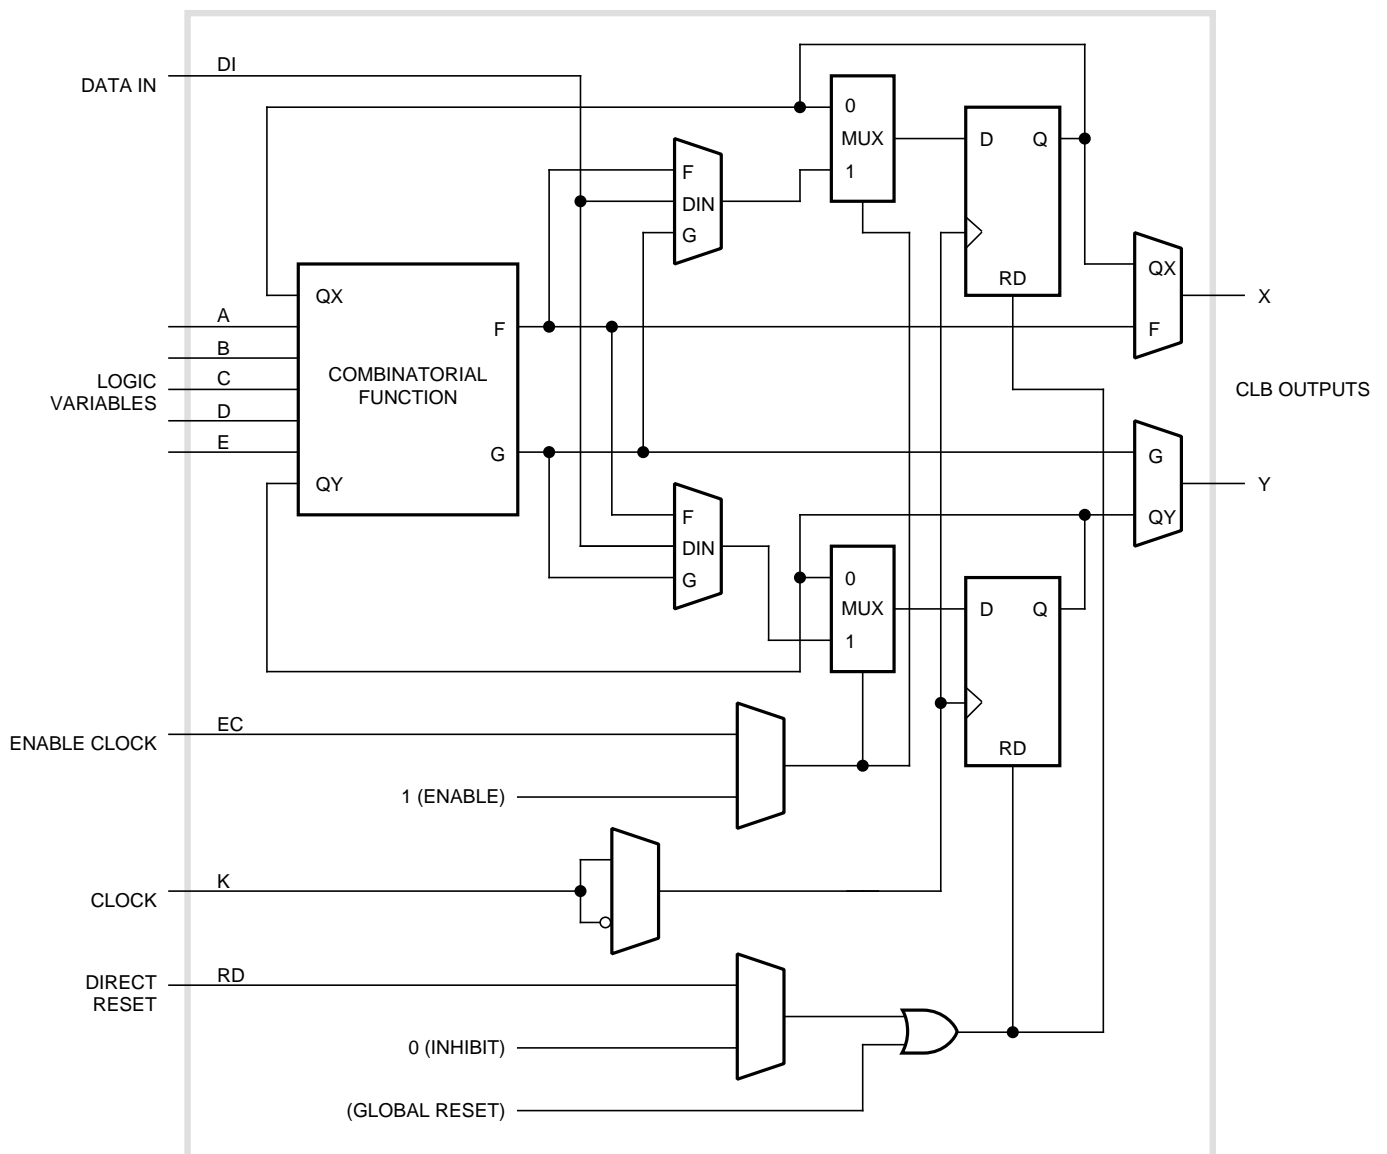 DI
DATA IN
0
MUX
1
D
Q
RD
F
DIN
G
QX
F
X
QX
A
B
C
D
E
LOGIC
VARIABLES
COMBINATORIAL
FUNCTION
F
G
QY
CLB OUTPUTS
G
QY
Y
F
DIN
G
0
MUX
1
D
Q
RD
EC
ENABLE CLOCK
1 (ENABLE)
K
CLOCK
RD
DIRECT
RESET
0 (INHIBIT)
(GLOBAL RESET)